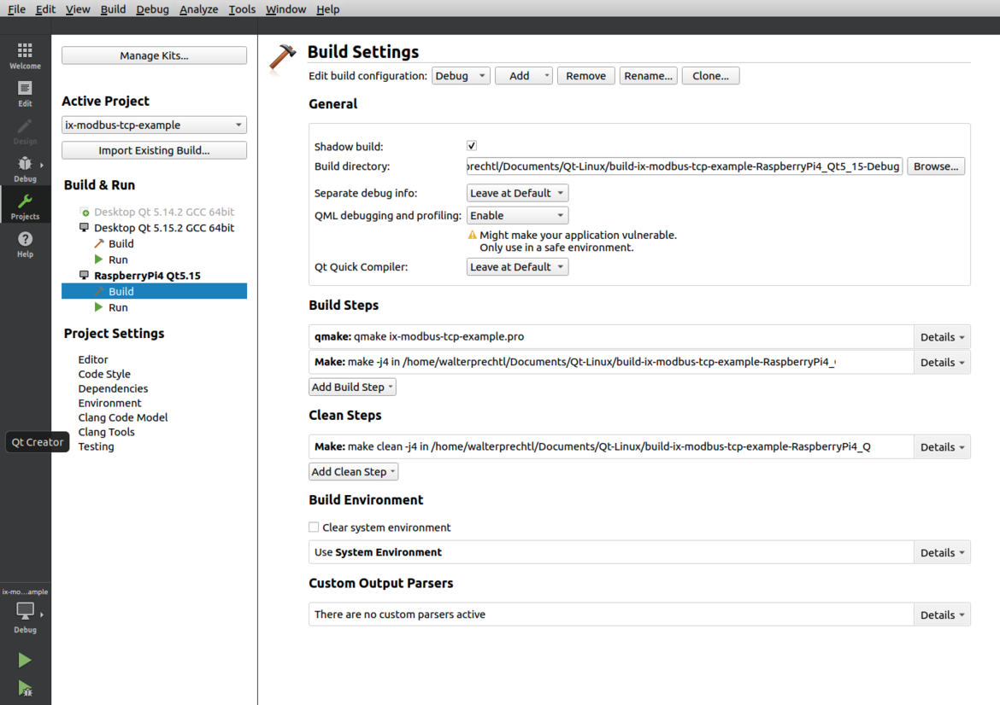 File Edit View Build Debug Analyze Tools Window Help
Welcome
Edit
Design
Debug
Projects
Help
Qt Creator
ix-mo...ample
Debug
Manage Kits...
Active Project
ix-modbus-tcp-example
Import Existing Build...
Build & Run
Desktop Qt 5.14.2 GCC 64bit
Desktop Qt 5.15.2 GCC 64bit
Build
Run
RaspberryPi4 Qt5.15
Build
Run
Project Settings
Editor
Code Style
Dependencies
Environment
Clang Code Model
Clang Tools
Testing
Build Settings
Edit build configuration: Debug Add Remove Rename... Clone...
General
Shadow build:
Build directory: prechtl/Documents/Qt-Linux/build-ix-modbus-tcp-example-RaspberryPi4_Qt5_15-Debug Browse...
Separate debug info: Leave at Default
QML debugging and profiling: Enable
Might make your application vulnerable.
Only use in a safe environment.
Qt Quick Compiler: Leave at Default
Build Steps
qmake: qmake ix-modbus-tcp-example.pro Details
Make: make -j4 in /home/walterprechtl/Documents/Qt-Linux/build-ix-modbus-tcp-example-RaspberryPi4_ Details
Add Build Step
Clean Steps
Make: make clean -j4 in /home/walterprechtl/Documents/Qt-Linux/build-ix-modbus-tcp-example-RaspberryPi4_Q Details
Add Clean Step
Build Environment
Clear system environment
Use System Environment Details
Custom Output Parsers
There are no custom parsers active Details